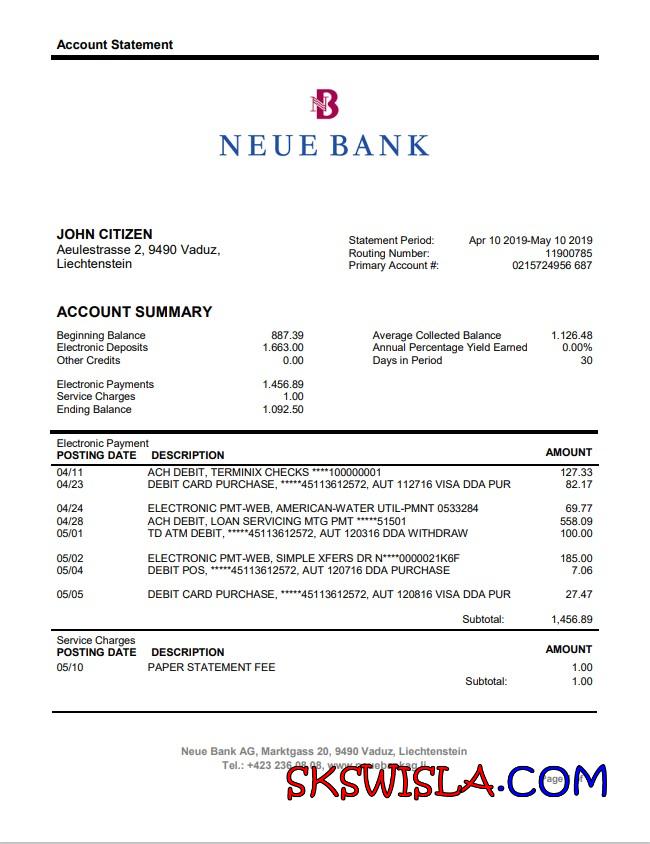 Account Statement
NB
NEUE BANK
JOHN CITIZEN
Aeulestrasse 2, 9490 Vaduz,
Liechtenstein
Statement Period: Apr 10 2019-May 10 2019
Routing Number: 11900785
Primary Account #: 0215724956 687
ACCOUNT SUMMARY
Beginning Balance 887.39 Average Collected Balance 1.126.48
Electronic Deposits 1.663.00 Annual Percentage Yield Earned 0.00%
Other Credits 0.00 Days in Period 30
Electronic Payments 1.456.89
Service Charges 1.00
Ending Balance 1.092.50
Electronic Payment
POSTING DATE DESCRIPTION AMOUNT
04/11 ACH DEBIT, TERMINIX CHECKS ****100000001 127.33
04/23 DEBIT CARD PURCHASE, *****45113612572, AUT 112716 VISA DDA PUR 82.17
04/24 ELECTRONIC PMT-WEB, AMERICAN-WATER UTIL-PMNT 0533284 69.77
04/28 ACH DEBIT, LOAN SERVICING MTG PMT *****51501 558.09
05/01 TD ATM DEBIT, *****45113612572, AUT 120316 DDA WITHDRAW 100.00
05/02 ELECTRONIC PMT-WEB, SIMPLE XFERS DR N****0000021K6F 185.00
05/04 DEBIT POS, *****45113612572, AUT 120716 DDA PURCHASE 7.06
05/05 DEBIT CARD PURCHASE, *****45113612572, AUT 120816 VISA DDA PUR 27.47
Subtotal: 1,456.89
Service Charges
POSTING DATE DESCRIPTION AMOUNT
05/10 PAPER STATEMENT FEE 1.00
Subtotal: 1.00
Neue Bank AG, Marktgass 20, 9490 Vaduz, Liechtenstein
Tel.: +423 236 08 08, www.neuebankag.li
Page
SKSWISLA.COM